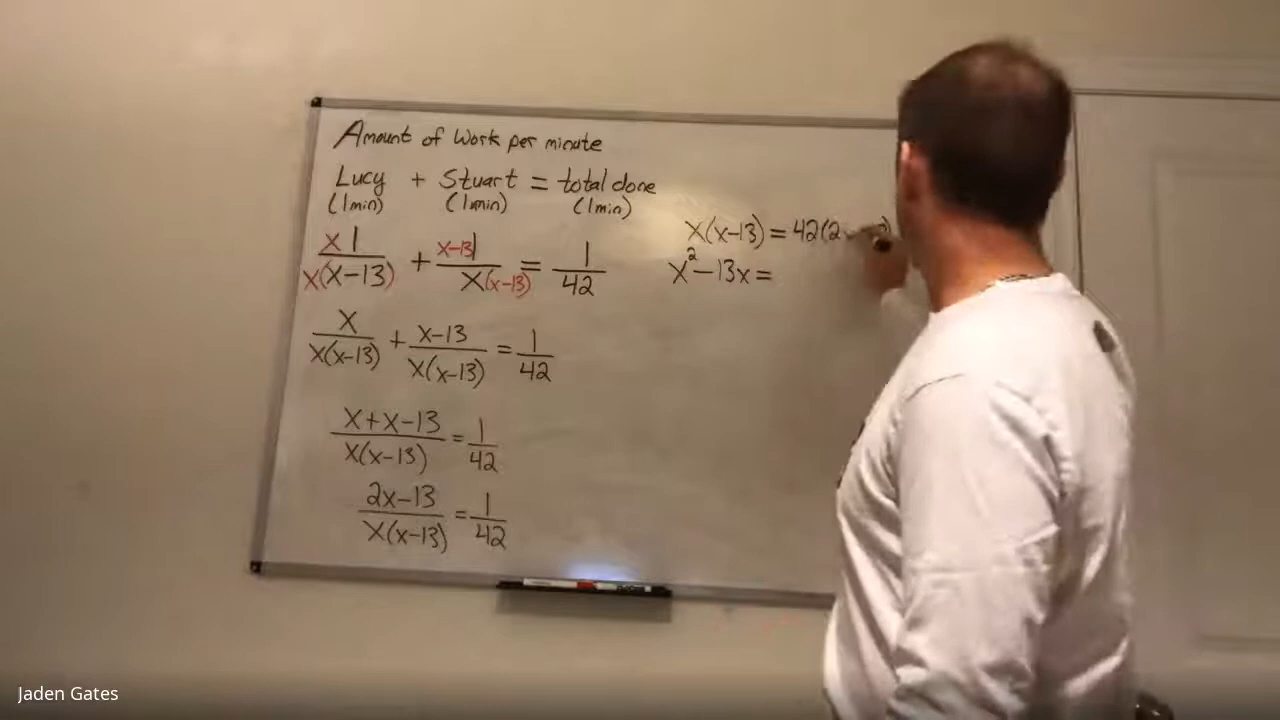 Amount of Work per minute
Lucy + Stuart = total done
(1min) (1min) (1min)
x1/x(x-13) + x-13 1/x(x-13) = 1/42
x/x(x-13) + x-13/x(x-13) = 1/42
x+x-13/x(x-13) = 1/42
2x-13/x(x-13) = 1/42
x(x-13) = 42(2
x²-13x =
Jaden Gates